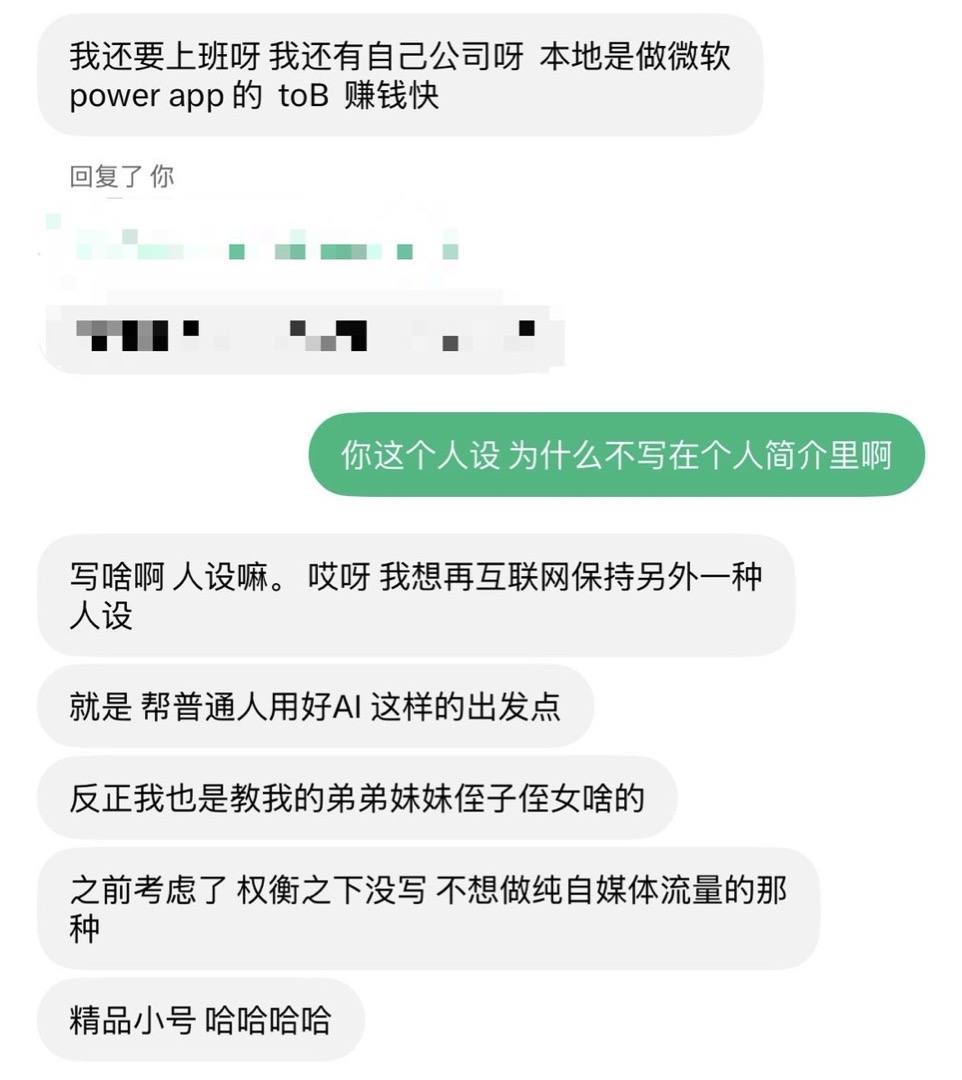 我还要上班呀 我还有自己公司呀  本地是做微软
power app 的  toB  赚钱快
回复了 你
你这个人设 为什么不写在个人简介里啊
写啥啊 人设嘛。 哎呀 我想再互联网保持另外一种
人设
就是 帮普通人用好AI 这样的出发点
反正我也是教我的弟弟妹妹侄子侄女啥的
之前考虑了 权衡之下没写 不想做纯自媒体流量的那
种
精品小号 哈哈哈哈